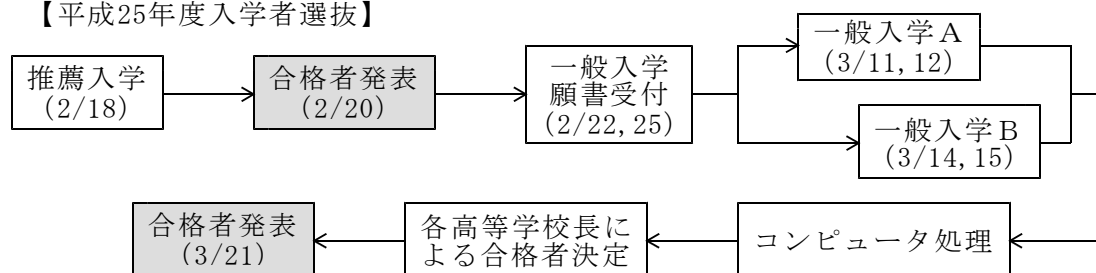 【平成25年度入学者選抜】
推薦入学
(2/18)
合格者発表
(2/20)
一般入学
願書受付
(2/22,25)
一般入学Ａ
(3/11,12)
一般入学Ｂ
(3/14,15)
コンピュータ処理
各高等学校長に
よる合格者決定
合格者発表
(3/21)